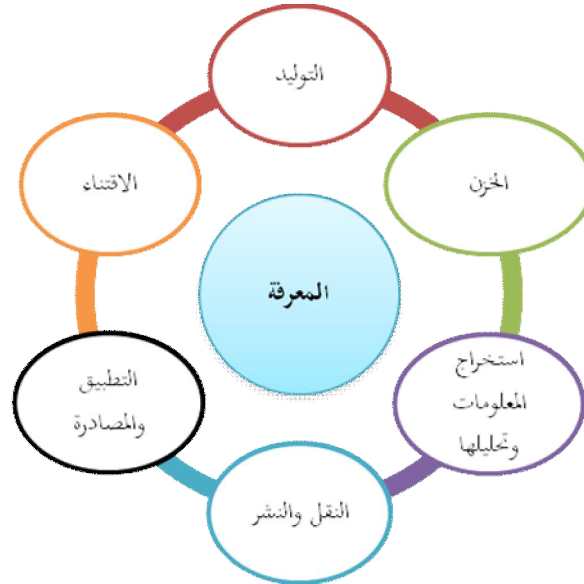 التوليد
الخزن
الاقتناء
المعرفة
استخراج
المعلومات
وتحليلها
التطبيق
والمصادرة
النقل والنشر